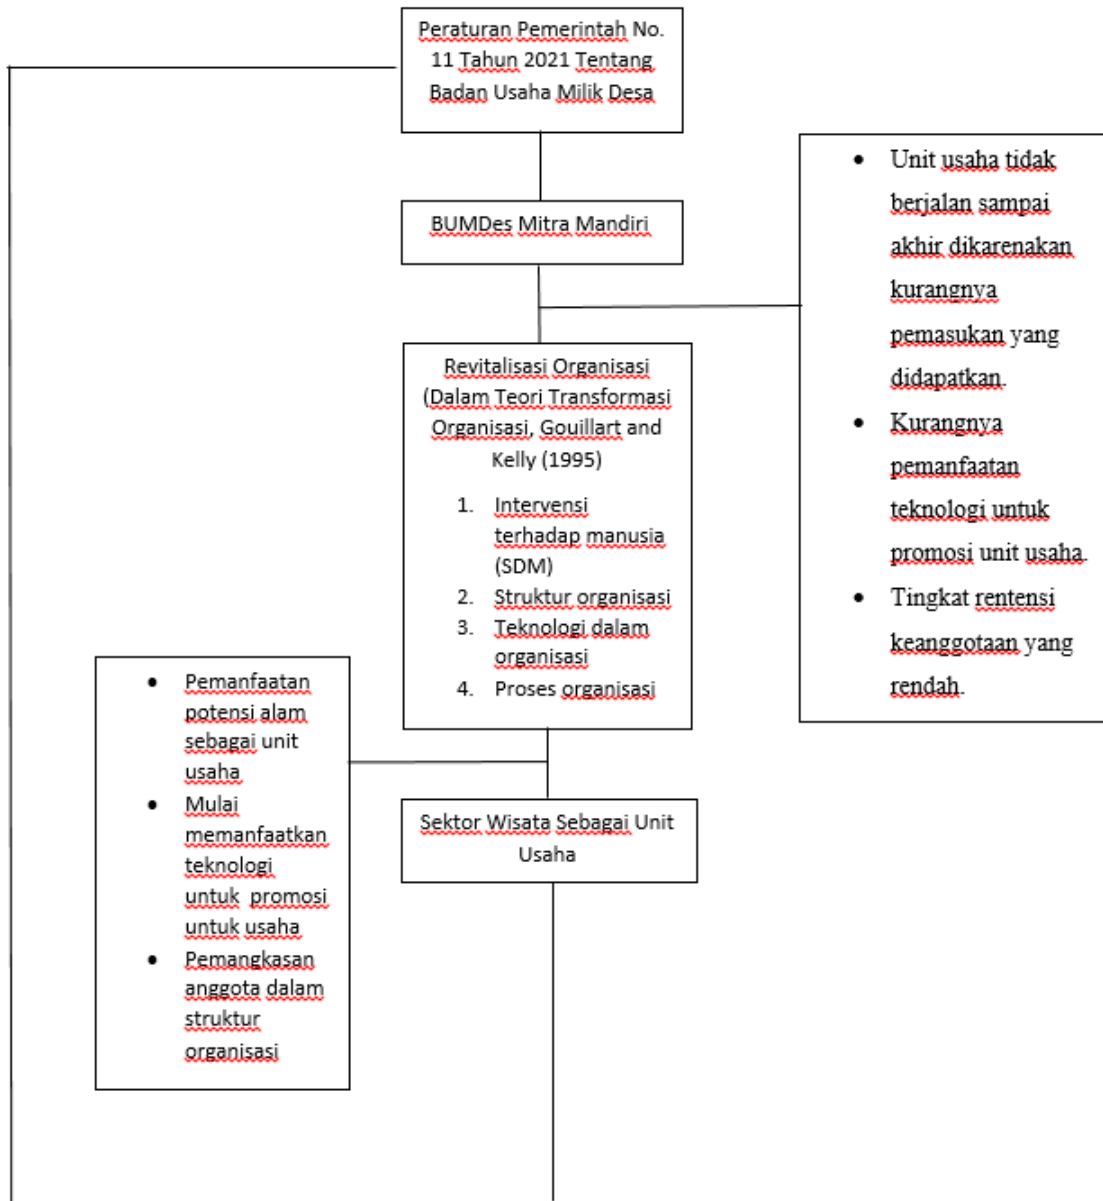 Peraturan Pemerintah No.
11 Tahun 2021 Tentang
Badan Usaha Milik Desa
BUMDes Mitra Mandiri
• Unit usaha tidak
berjalan sampai
akhir dikarenakan
kurangnya
pemasukan yang
didapatkan.
• Kurangnya
pemanfaatan
teknologi untuk
promosi unit usaha.
• Tingkat rentensi
keanggotaan yang
rendah.
Revitalisasi Organisasi
(Dalam Teori Transformasi
Organisasi, Gouillart and
Kelly (1995)
1. Intervensi
terhadap manusia
(SDM)
2. Struktur organisasi
3. Teknologi dalam
organisasi
4. Proses organisasi
• Pemanfaatan
potensi alam
sebagai unit
usaha
• Mulai
memanfaatkan
teknologi
untuk promosi
untuk usaha
• Pemangkasan
anggota dalam
struktur
organisasi
Sektor Wisata Sebagai Unit
Usaha